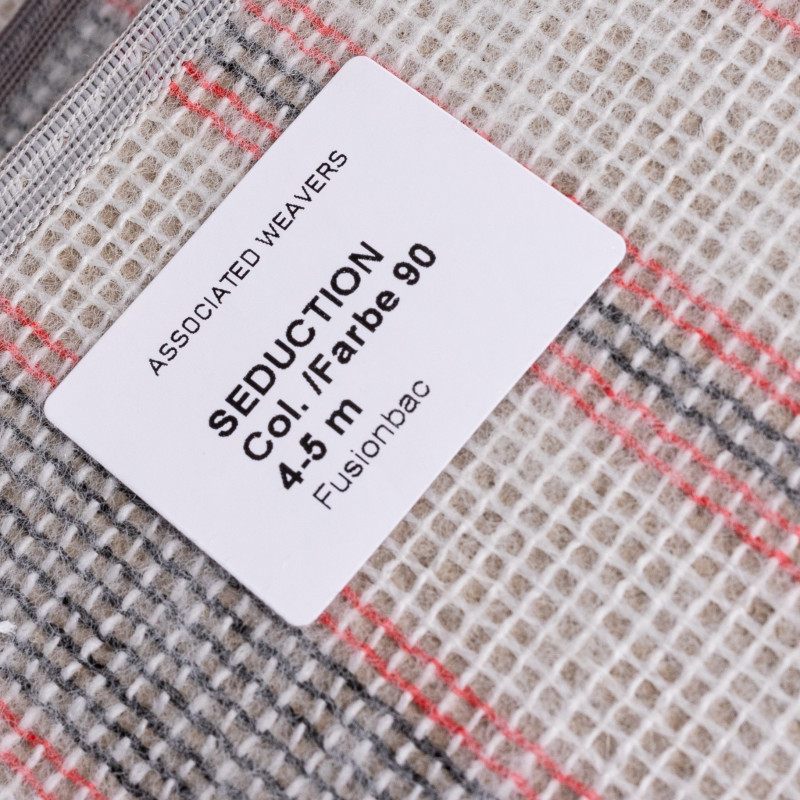 ASSOCIATED WEAVERS
SEDUCTION
Col. /Farbe 90
4-5 m
Fusionbac